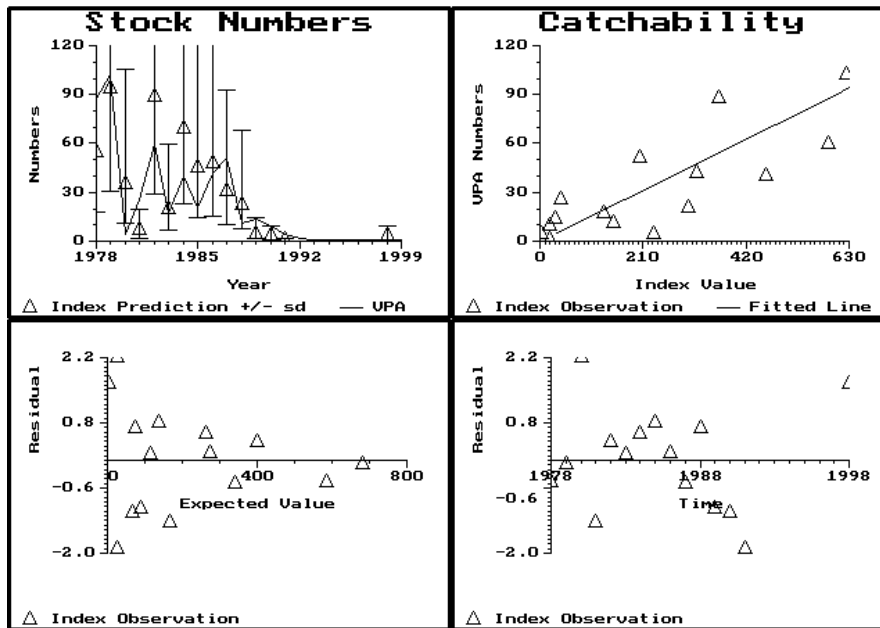 Stock Numbers
120
90
60
30
0
Numbers
1978 1985 1992 1999
Year
Index Prediction +/- sd VPA
Catchability
120
90
60
30
0
VPA Numbers
0 210 420 630
Index Value
Index Observation Fitted Line
2.2
0.8
-0.6
-2.0
Residual
0 400 800
Expected Value
Index Observation
2.2
0.8
-0.6
-2.0
Residual
1978 1988 1998
Time
Index Observation